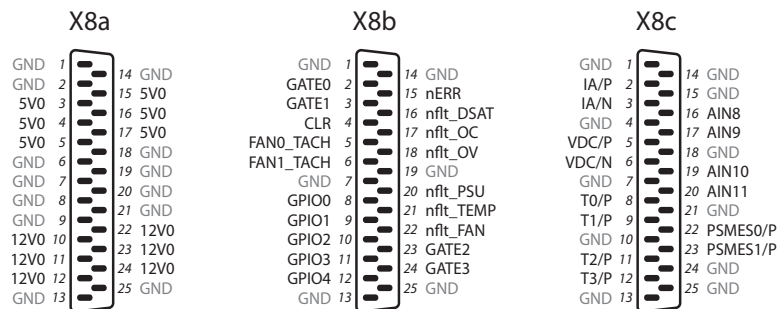 X8a
GND 1
14 GND
GND 2
15 5V0
5V0 3
16 5V0
5V0 4
17 5V0
5V0 5
18 GND
GND 6
19 GND
GND 7
20 GND
GND 8
21 GND
GND 9
22 12V0
12V0 10
23 12V0
12V0 11
24 12V0
12V0 12
25 GND
GND 13
X8b
GND 1
14 GND
GATE0 2
15 nERR
GATE1 3
16 nflt_DSAT
CLR 4
17 nflt_OC
FAN0_TACH 5
18 nflt_OV
FAN1_TACH 6
19 GND
GND 7
20 nflt_PSU
GPIO0 8
21 nflt_TEMP
GPIO1 9
22 nflt_FAN
GPIO2 10
23 GATE2
GPIO3 11
24 GATE3
GPIO4 12
25 GND
GND 13
X8c
GND 1
14 GND
IA/P 2
15 GND
IA/N 3
16 AIN8
GND 4
17 AIN9
VDC/P 5
18 GND
VDC/N 6
19 AIN10
GND 7
20 AIN11
T0/P 8
21 GND
T1/P 9
22 PSMES0/P
GND 10
23 PSMES1/P
T2/P 11
24 GND
T3/P 12
25 GND
GND 13